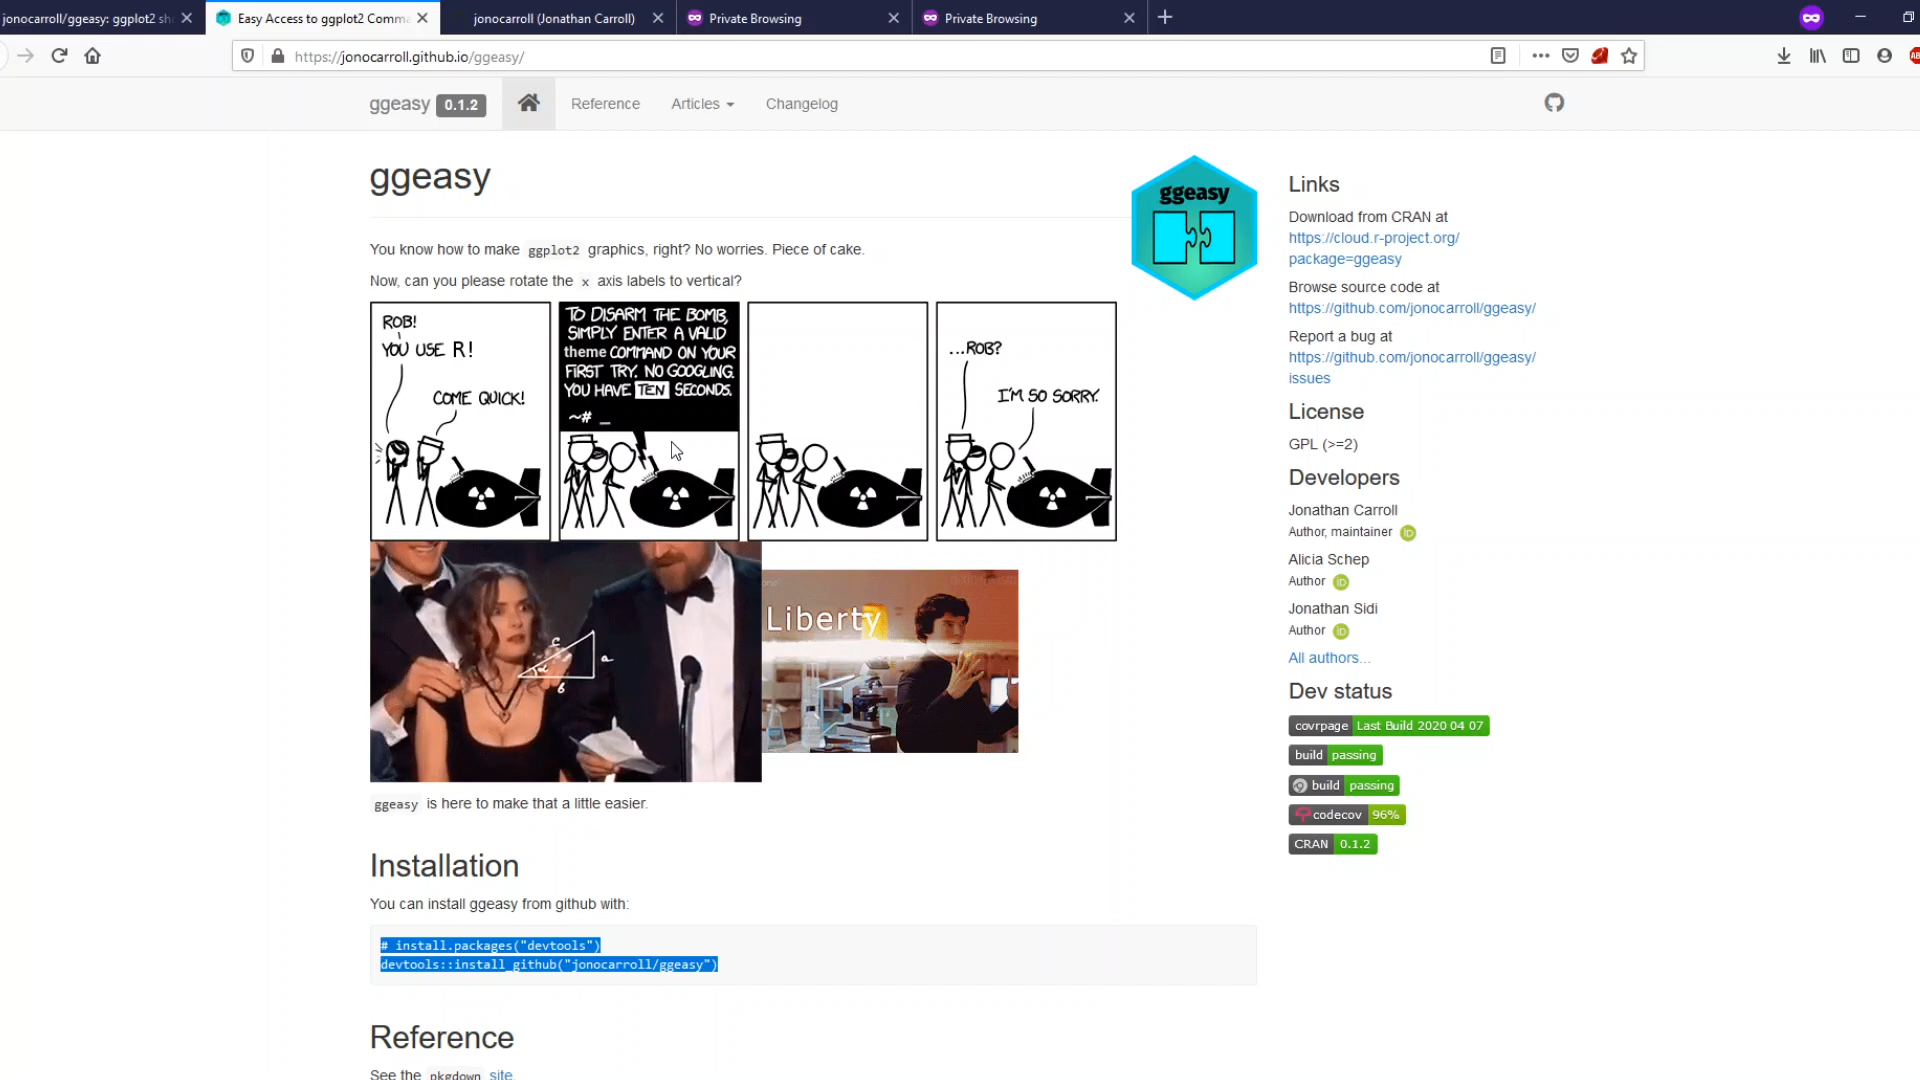 jonocarroll/ggeasy: ggplot2 sh
Easy Access to ggplot2 Comma
jonocarroll (Jonathan Carroll)
Private Browsing
Private Browsing
https://jonocarroll.github.io/ggeasy/
ggeasy 0.1.2
Reference
Articles
Changelog
ggeasy
ggeasy
You know how to make ggplot2 graphics, right? No worries. Piece of cake.
Now, can you please rotate the x axis labels to vertical?
ROB!
YOU USE R!
COME QUICK!
TO DISARM THE BOMB,
SIMPLY ENTER A VALID
theme COMMAND ON YOUR
FIRST TRY. NO GOOGLING.
YOU HAVE TEN SECONDS.
~# _
...ROB?
I'M SO SORRY.
c
a
b
Liberty
ggeasy is here to make that a little easier.
Installation
You can install ggeasy from github with:
# install.packages("devtools")
devtools::install_github("jonocarroll/ggeasy")
Reference
See the pkgdown site.
Links
Download from CRAN at
https://cloud.r-project.org/
package=ggeasy
Browse source code at
https://github.com/jonocarroll/ggeasy/
Report a bug at
https://github.com/jonocarroll/ggeasy/
issues
License
GPL (>=2)
Developers
Jonathan Carroll
Author, maintainer iD
Alicia Schep
Author iD
Jonathan Sidi
Author iD
All authors...
Dev status
covrpage Last Build 2020 04 07
build passing
build passing
codecov 96%
CRAN 0.1.2